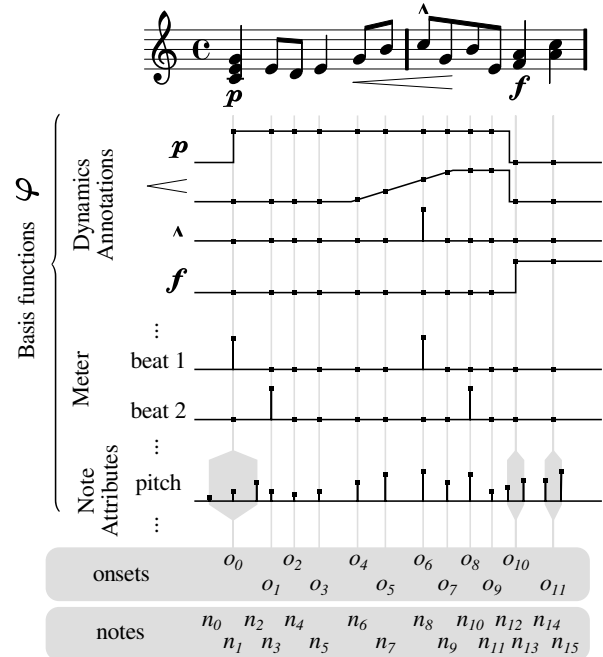 p
f
p
Dynamics
Annotations
f
Basis functions φ
⋮
Meter
beat 1
beat 2
⋮
Note
Attributes
pitch
⋮
onsets
o0 o2 o4 o6 o8 o10
o1 o3 o5 o7 o9 o11
notes
n0 n2 n4 n6 n8 n10 n12 n14
n1 n3 n5 n7 n9 n11 n13 n15